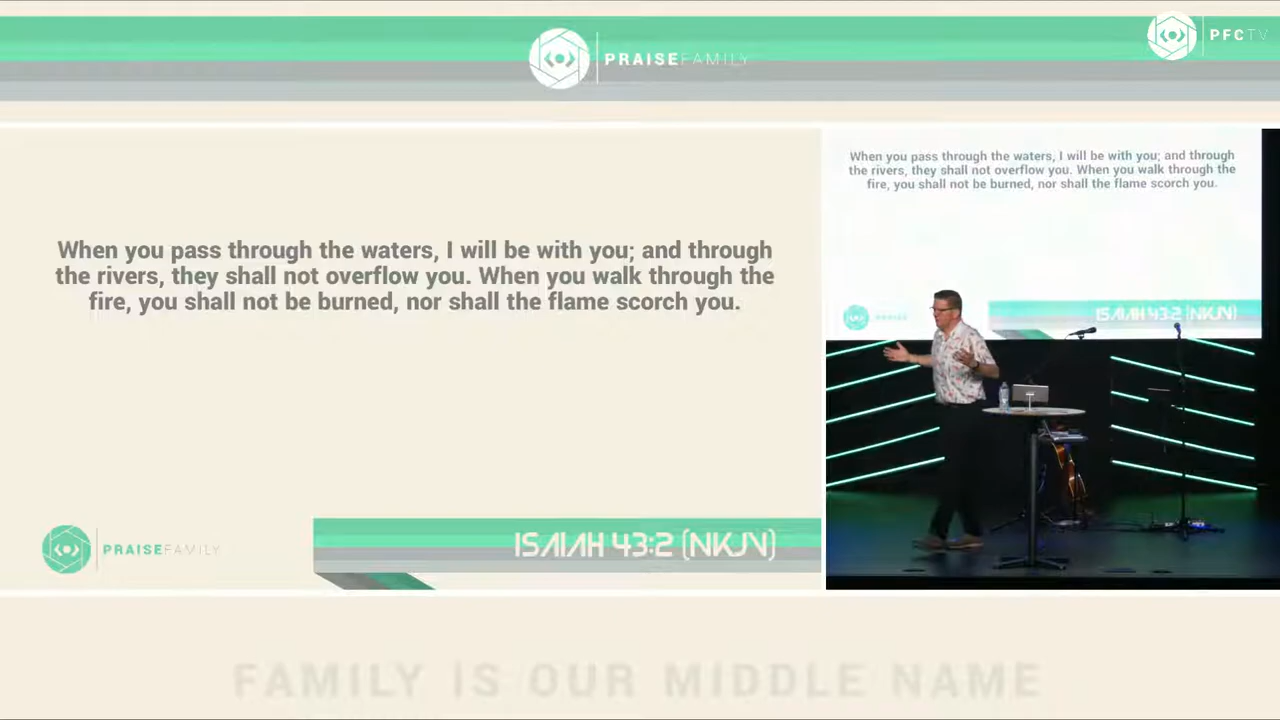 PRAISEFAMILY
PFCTV
When you pass through the waters, I will be with you; and through
the rivers, they shall not overflow you. When you walk through the
fire, you shall not be burned, nor shall the flame scorch you.
PRAISEFAMILY
ISAIAH 43:2 (NKJV)
When you pass through the waters, I will be with you; and through
the rivers, they shall not overflow you. When you walk through the
fire, you shall not be burned, nor shall the flame scorch you.
PRAISE
ISAIAH 43:2 (NKJV)
FAMILY IS OUR MIDDLE NAME